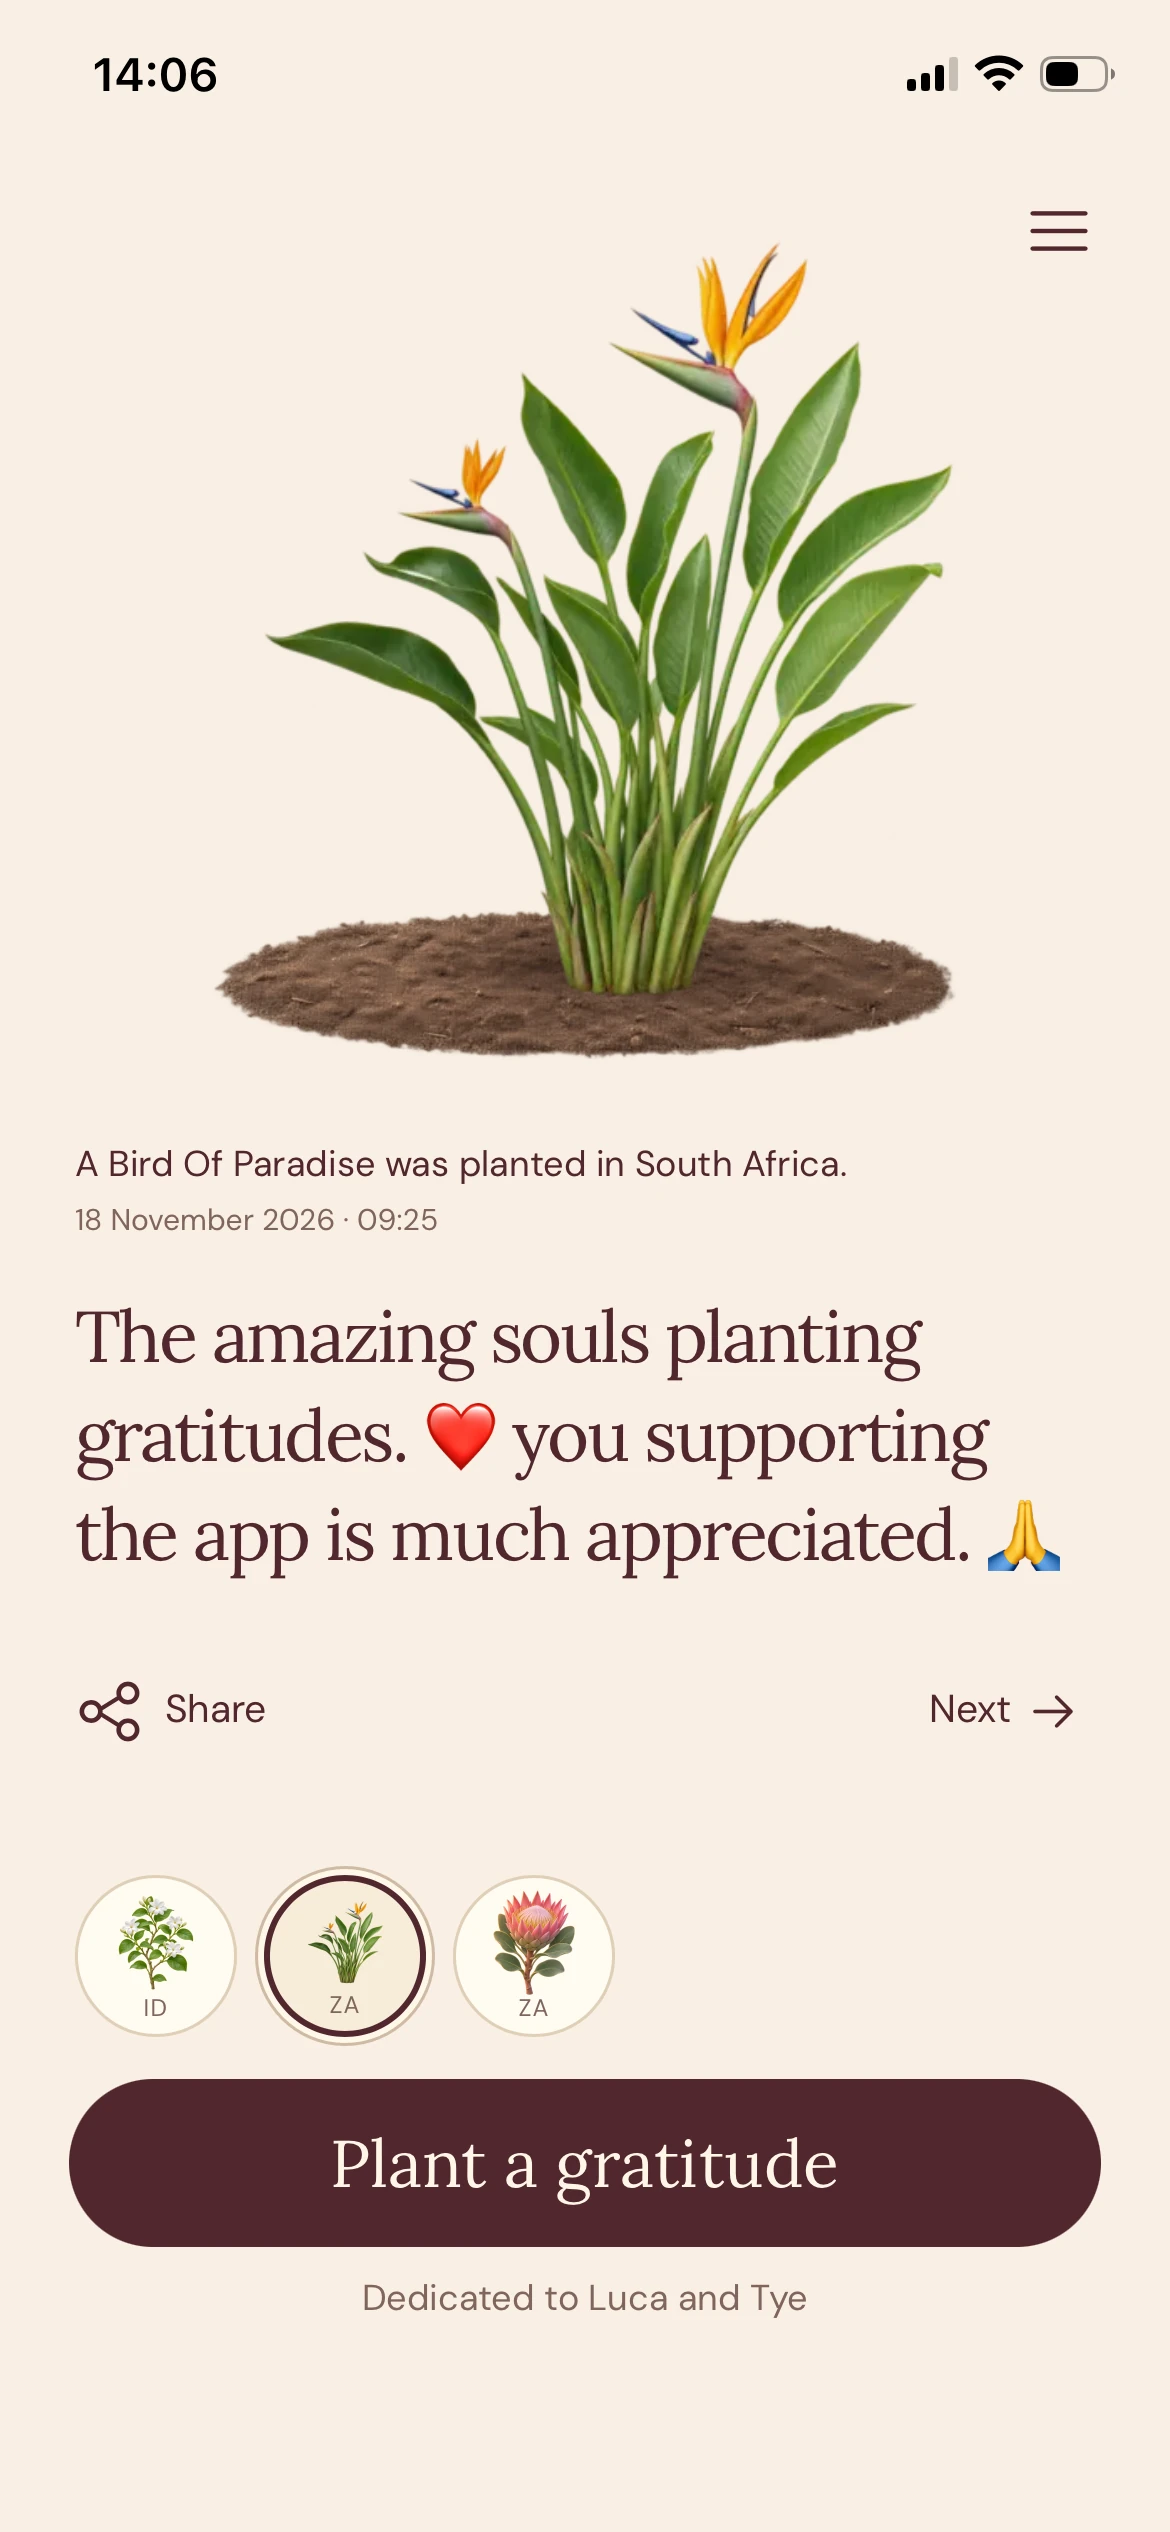 14:06
A Bird Of Paradise was planted in South Africa.
18 November 2026 · 09:25
The amazing souls planting
gratitudes. ❤️ you supporting
the app is much appreciated. 🙏
Share
Next →
ID
ZA
ZA
Plant a gratitude
Dedicated to Luca and Tye